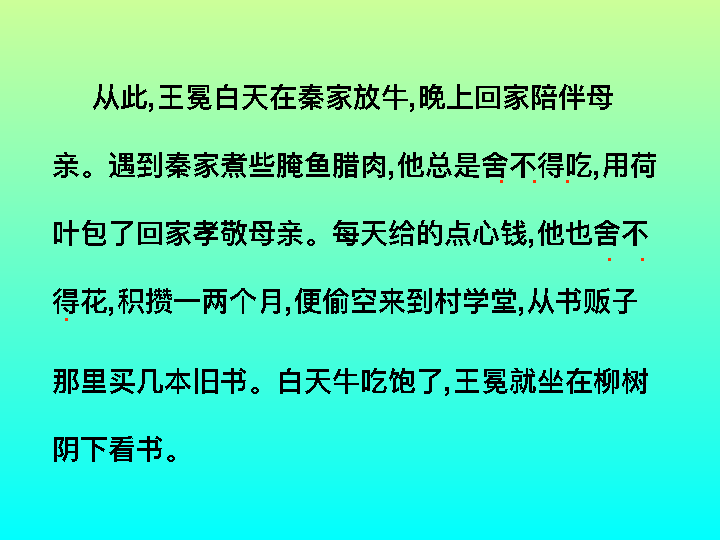 从此,王冕白天在秦家放牛,晚上回家陪伴母
亲。遇到秦家煮些腌鱼腊肉,他总是舍不得吃,用荷
叶包了回家孝敬母亲。每天给的点心钱,他也舍不
得花,积攒一两个月,便偷空来到村学堂,从书贩子
那里买几本旧书。白天牛吃饱了,王冕就坐在柳树
阴下看书。